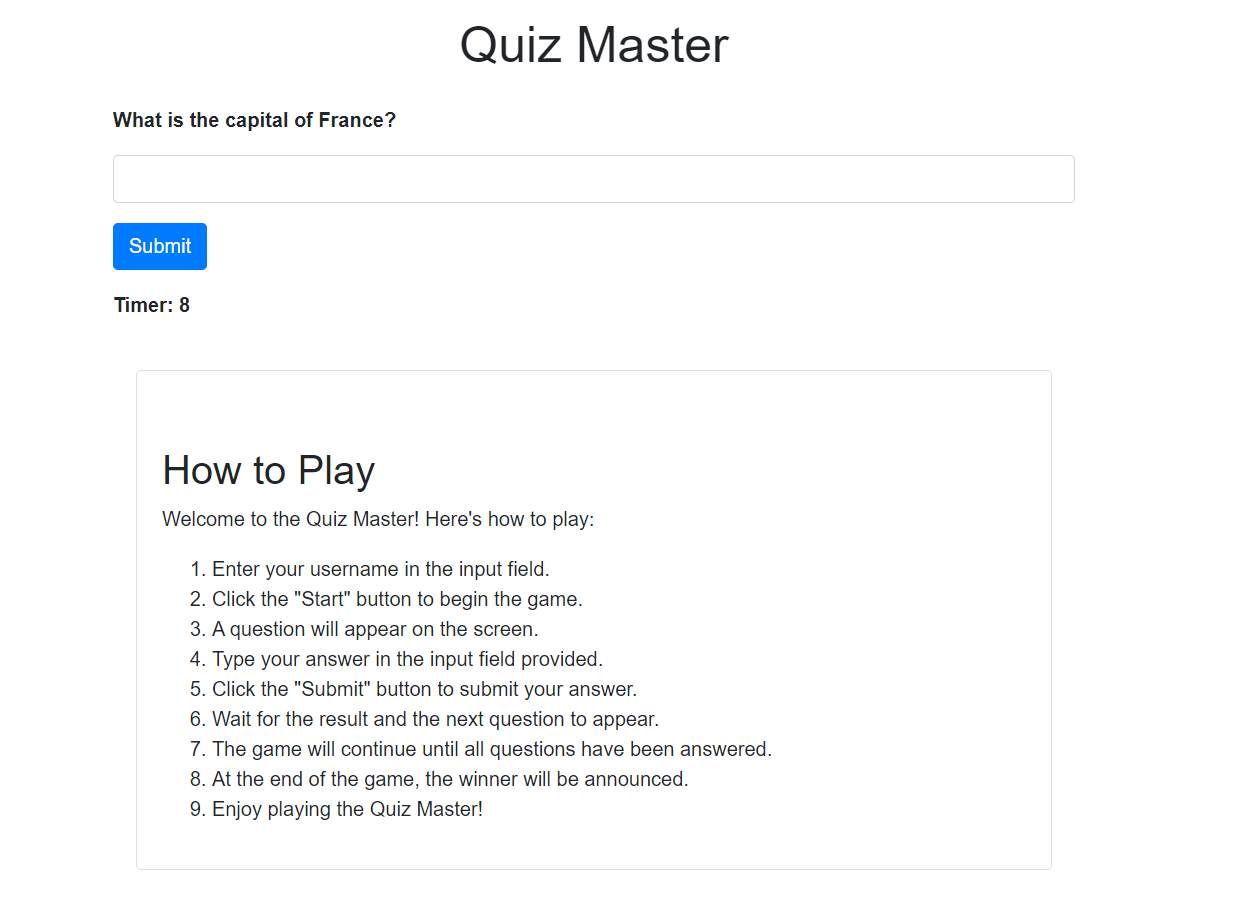 Quiz Master
What is the capital of France?
Submit
Timer: 8
How to Play
Welcome to the Quiz Master! Here's how to play:
1. Enter your username in the input field.
2. Click the "Start" button to begin the game.
3. A question will appear on the screen.
4. Type your answer in the input field provided.
5. Click the "Submit" button to submit your answer.
6. Wait for the result and the next question to appear.
7. The game will continue until all questions have been answered.
8. At the end of the game, the winner will be announced.
9. Enjoy playing the Quiz Master!